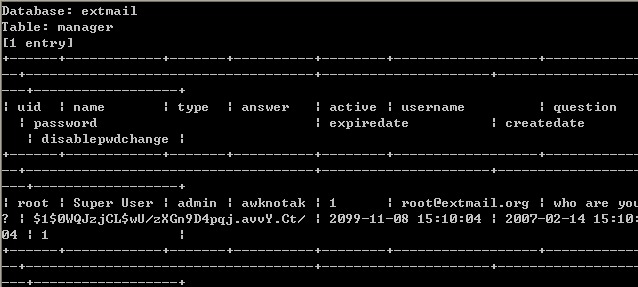 Database: extmail
Table: manager
[1 entry]
+------+------------+-------+----------+--------+------------------+-----------
---+------------------------------------+---------------------+----------------
---+-------------------+
| uid | name | type | answer | active | username | question
| password | expiredate | createdate
| disablepwdchange |
+------+------------+-------+----------+--------+------------------+-----------
---+------------------------------------+---------------------+----------------
---+-------------------+
| root | Super User | admin | awknotak | 1 | root@extmail.org | who are you
? | $1$0WQJzjCL$wU/zXGn9D4pqj.avvY.Ct/ | 2099-11-08 15:10:04 | 2007-02-14 15:10:
04 | 1 |
+------+------------+-------+----------+--------+------------------+-----------
---+------------------------------------+---------------------+----------------
---+-------------------+